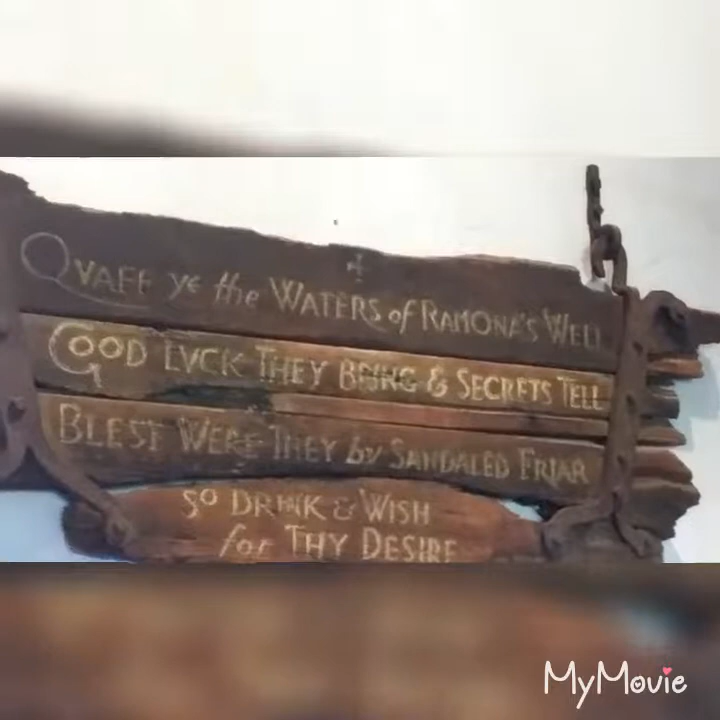 QVAFF ye the WATERS of RAMONA'S WELL
GOOD LVCK THEY BRING & SECRETS TELL
BLEST WERE THEY by SANDALED FRIAR
SO DRINK & WISH
for THY DESIRE
MyMovie